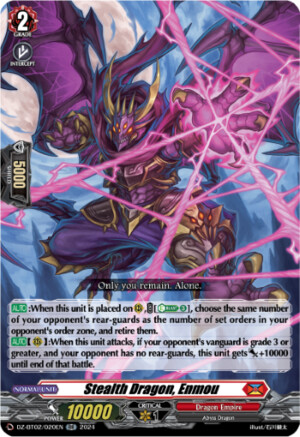 2
GRADE
INTERCEPT
5000
SHIELD
Only you remain. Alone.
AUTO :When this unit is placed on , choose the same number
of your opponent's rear-guards as the number of set orders in your
opponent's order zone, and retire them.
AUTO :When this unit attacks, if your opponent's vanguard is grade 3 or
greater, and your opponent has no rear-guards, this unit gets +10000
until end of that battle.
NORMAL UNIT
Stealth Dragon, Enmou
DZ-BT02/020EN
2024
POWER
10000
CRITICAL
1
Dragon Empire
Abyss Dragon